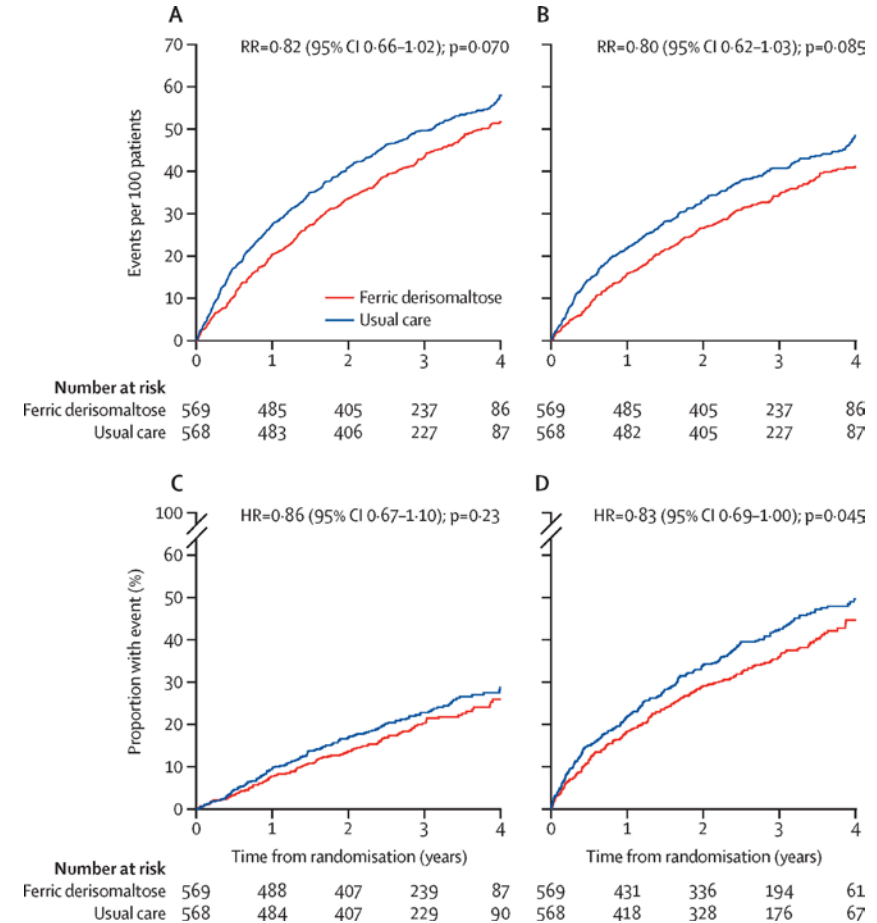 A
B
RR=0·82 (95% CI 0·66–1·02); p=0·070
RR=0·80 (95% CI 0·62–1·03); p=0·085
Events per 100 patients
70
60
50
40
30
20
10
0
Ferric derisomaltose
Usual care
0 1 2 3 4
0 1 2 3 4
Number at risk
Ferric derisomaltose 569 485 405 237 86 569 485 405 237 86
Usual care 568 483 406 227 87 568 482 405 227 87
C
D
HR=0·86 (95% CI 0·67–1·10); p=0·23
HR=0·83 (95% CI 0·69–1·00); p=0·045
Proportion with event (%)
100
60
50
40
30
20
10
0
0 1 2 3 4
0 1 2 3 4
Time from randomisation (years)
Time from randomisation (years)
Number at risk
Ferric derisomaltose 569 488 407 239 87 569 431 336 194 61
Usual care 568 484 407 229 90 568 418 328 176 67